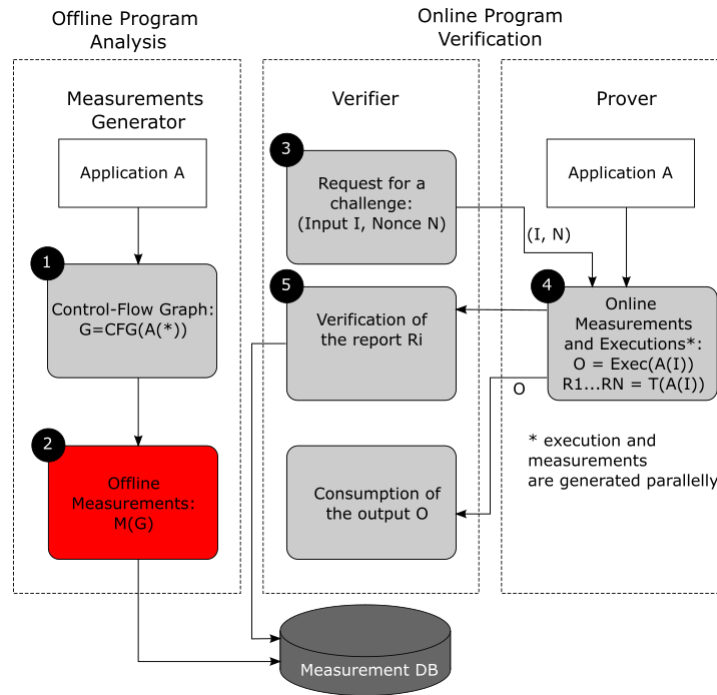 Offline Program
Analysis
Online Program
Verification
Measurements
Generator
Application A
1
Control-Flow Graph:
G=CFG(A(*))
2
Offline
Measurements:
M(G)
Verifier
3
Request for a
challenge:
(Input I, Nonce N)
(I, N)
5
Verification of
the report Ri
O
Consumption of
the output O
Prover
Application A
4
Online
Measurements
and Executions*:
O = Exec(A(I))
R1...RN = T(A(I))
* execution and
measurements
are generated parallelly
Measurement DB